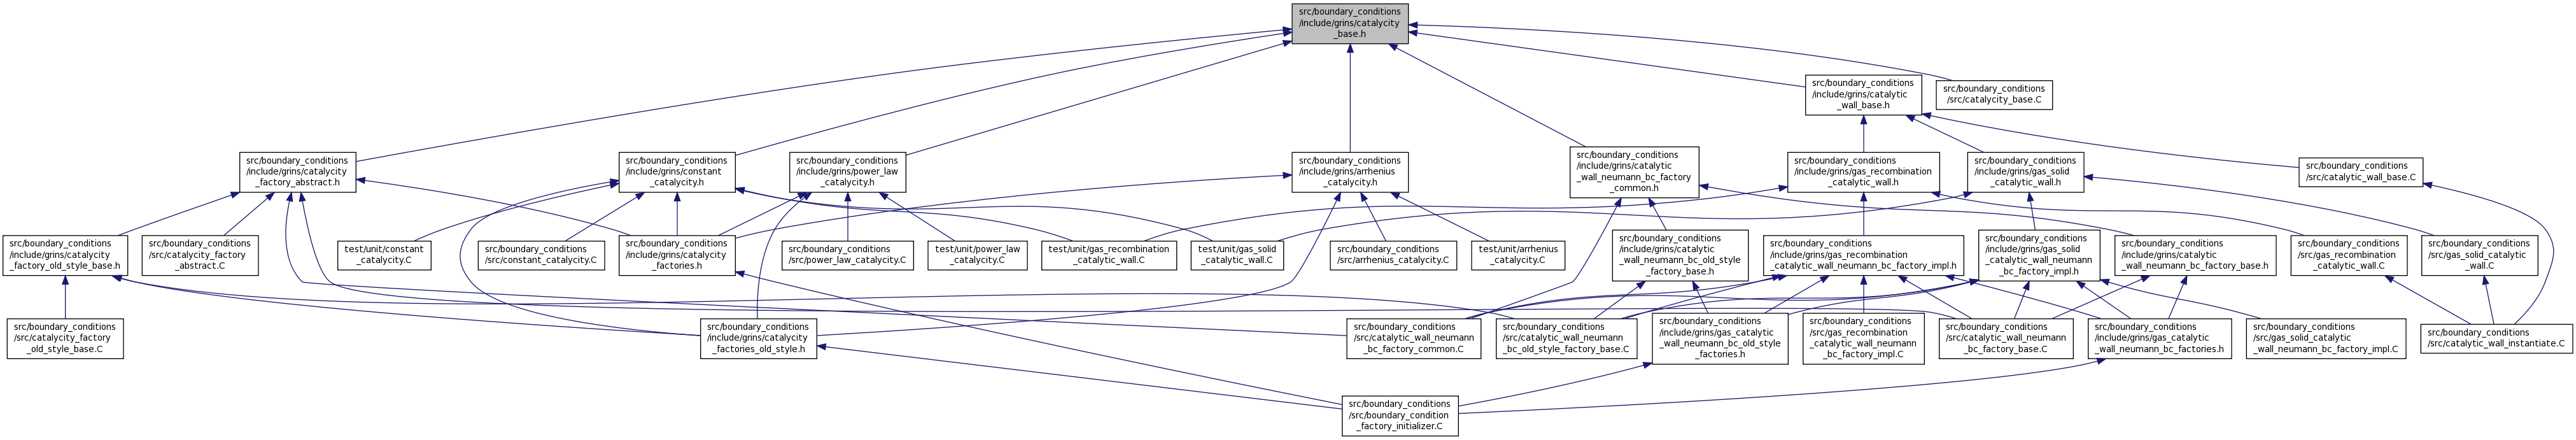 src/boundary_conditions
/include/grins/catalycity
_base.h
src/boundary_conditions
/include/grins/catalytic
_wall_base.h
src/boundary_conditions
/src/catalycity_base.C
src/boundary_conditions
/include/grins/catalycity
_factory_abstract.h
src/boundary_conditions
/include/grins/constant
_catalycity.h
src/boundary_conditions
/include/grins/power_law
_catalycity.h
src/boundary_conditions
/include/grins/arrhenius
_catalycity.h
src/boundary_conditions
/include/grins/catalytic
_wall_neumann_bc_factory
_common.h
src/boundary_conditions
/include/grins/gas_recombination
_catalytic_wall.h
src/boundary_conditions
/include/grins/gas_solid
_catalytic_wall.h
src/boundary_conditions
/src/catalytic_wall_base.C
src/boundary_conditions
/include/grins/catalycity
_factory_old_style_base.h
src/boundary_conditions
/src/catalycity_factory
_abstract.C
test/unit/constant
_catalycity.C
src/boundary_conditions
/src/constant_catalycity.C
src/boundary_conditions
/include/grins/catalycity
_factories.h
src/boundary_conditions
/src/power_law_catalycity.C
test/unit/power_law
_catalycity.C
test/unit/gas_recombination
_catalytic_wall.C
test/unit/gas_solid
_catalytic_wall.C
src/boundary_conditions
/src/arrhenius_catalycity.C
test/unit/arrhenius
_catalycity.C
src/boundary_conditions
/include/grins/catalytic
_wall_neumann_bc_old_style
_factory_base.h
src/boundary_conditions
/include/grins/gas_recombination
_catalytic_wall_neumann_bc_factory_impl.h
src/boundary_conditions
/include/grins/gas_solid
_catalytic_wall_neumann
_bc_factory_impl.h
src/boundary_conditions
/include/grins/catalytic
_wall_neumann_bc_factory_base.h
src/boundary_conditions
/src/gas_recombination
_catalytic_wall.C
src/boundary_conditions
/src/gas_solid_catalytic
_wall.C
src/boundary_conditions
/src/catalycity_factory
_old_style_base.C
src/boundary_conditions
/include/grins/catalycity
_factories_old_style.h
src/boundary_conditions
/src/catalytic_wall_neumann
_bc_factory_common.C
src/boundary_conditions
/src/catalytic_wall_neumann
_bc_old_style_factory_base.C
src/boundary_conditions
/include/grins/gas_catalytic
_wall_neumann_bc_old_style
_factories.h
src/boundary_conditions
/src/gas_recombination
_catalytic_wall_neumann
_bc_factory_impl.C
src/boundary_conditions
/src/catalytic_wall_neumann
_bc_factory_base.C
src/boundary_conditions
/include/grins/gas_catalytic
_wall_neumann_bc_factories.h
src/boundary_conditions
/src/gas_solid_catalytic
_wall_neumann_bc_factory_impl.C
src/boundary_conditions
/src/catalytic_wall_instantiate.C
src/boundary_conditions
/src/boundary_condition
_factory_initializer.C